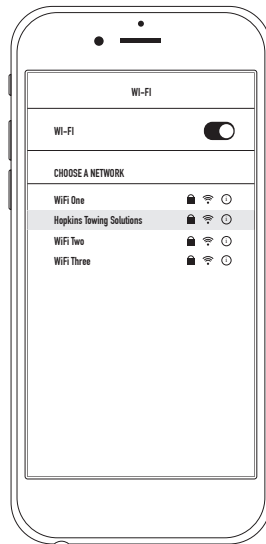 WI-FI
WI-FI
CHOOSE A NETWORK
WiFi One
Hopkins Towing Solutions
WiFi Two
WiFi Three